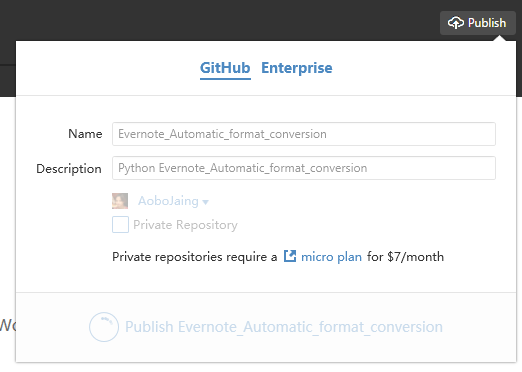 Publish
GitHub Enterprise
Name Evernote_Automatic_format_conversion
Description Python Evernote_Automatic_format_conversion
AoboJaing
Private Repository
Private repositories require a micro plan for $7/month
Publish Evernote_Automatic_format_conversion